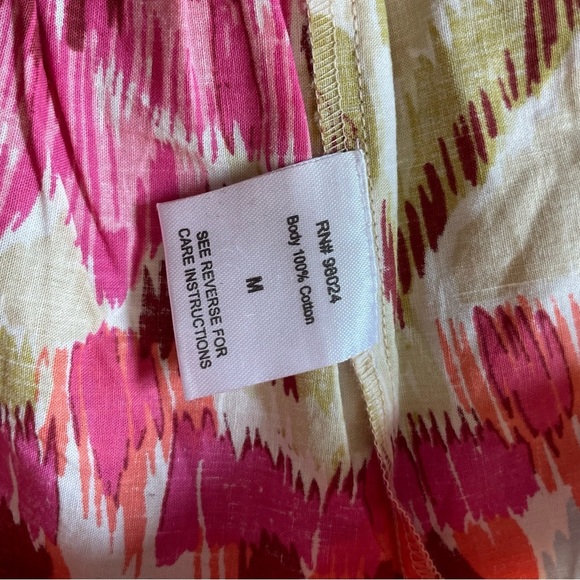 RN# 98024
Body 100% Cotton
M
SEE REVERSE FOR
CARE INSTRUCTIONS